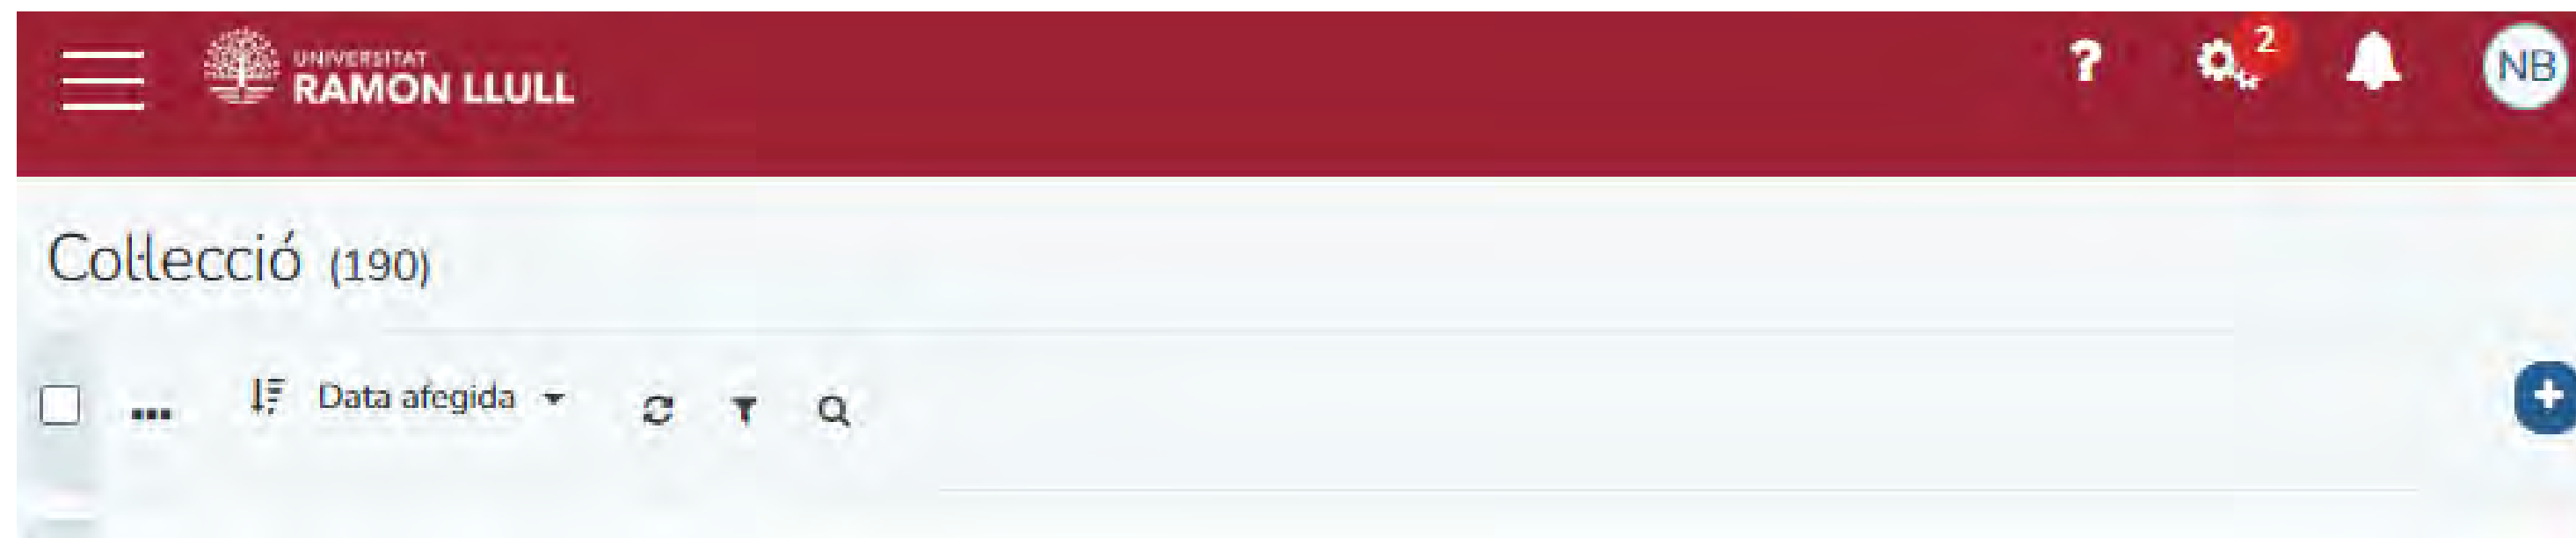 UNIVERSITAT
RAMON LLULL
? 2 NB
Col·lecció (190)
Data afegida